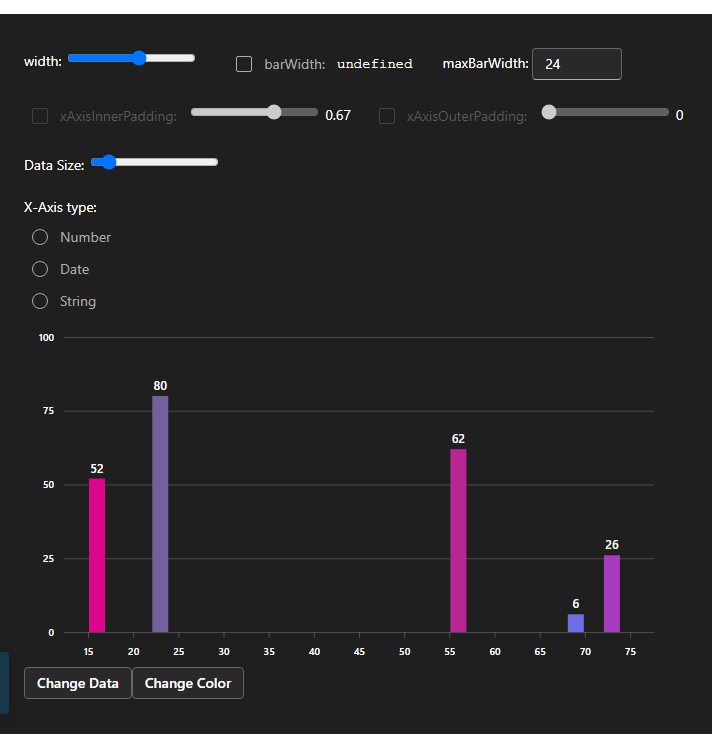 width: barWidth: undefined maxBarWidth: 24
xAxisInnerPadding: 0.67 xAxisOuterPadding: 0
Data Size:
X-Axis type:
Number
Date
String
100
80
75
62
52
50
26
25
6
0
15 20 25 30 35 40 45 50 55 60 65 70 75
Change Data Change Color